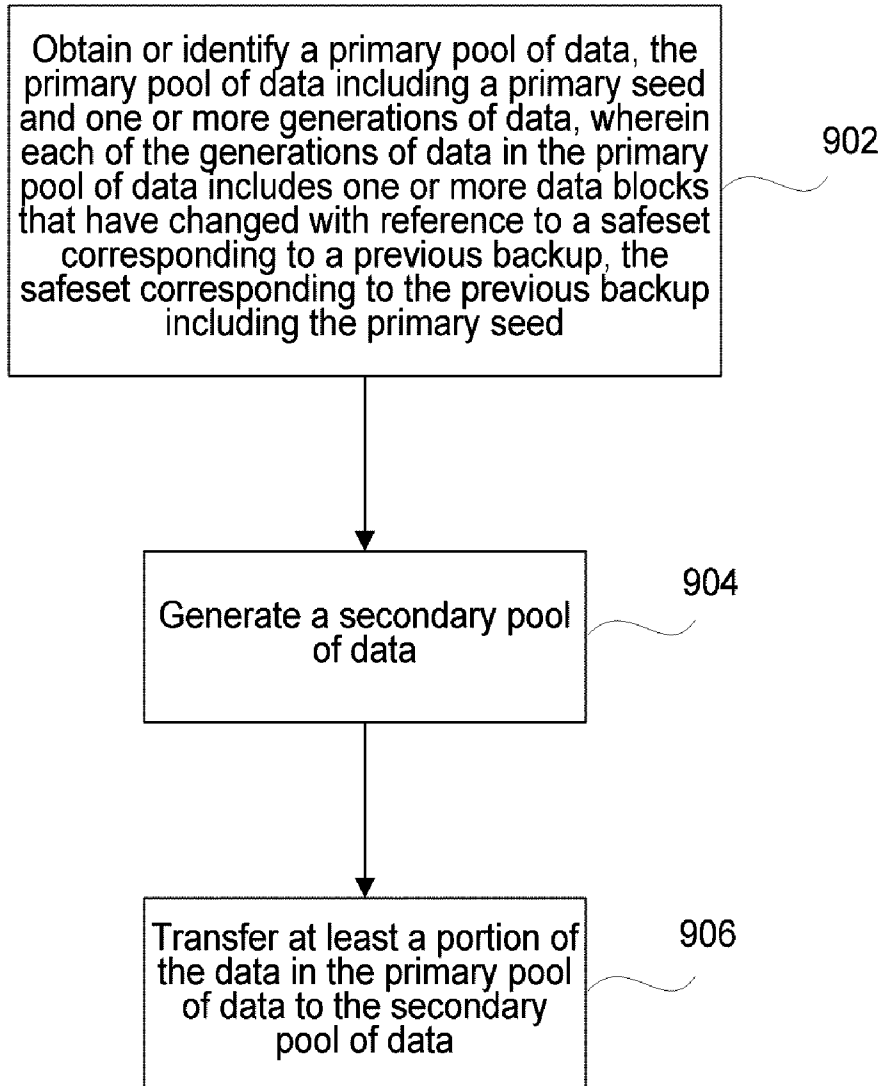 Obtain or identify a primary pool of data, the
primary pool of data including a primary seed
and one or more generations of data, wherein
each of the generations of data in the primary
pool of data includes one or more data blocks
that have changed with reference to a safeset
corresponding to a previous backup, the
safeset corresponding to the previous backup
including the primary seed
902
Generate a secondary pool
of data
904
Transfer at least a portion of
the data in the primary pool
of data to the secondary
pool of data
906